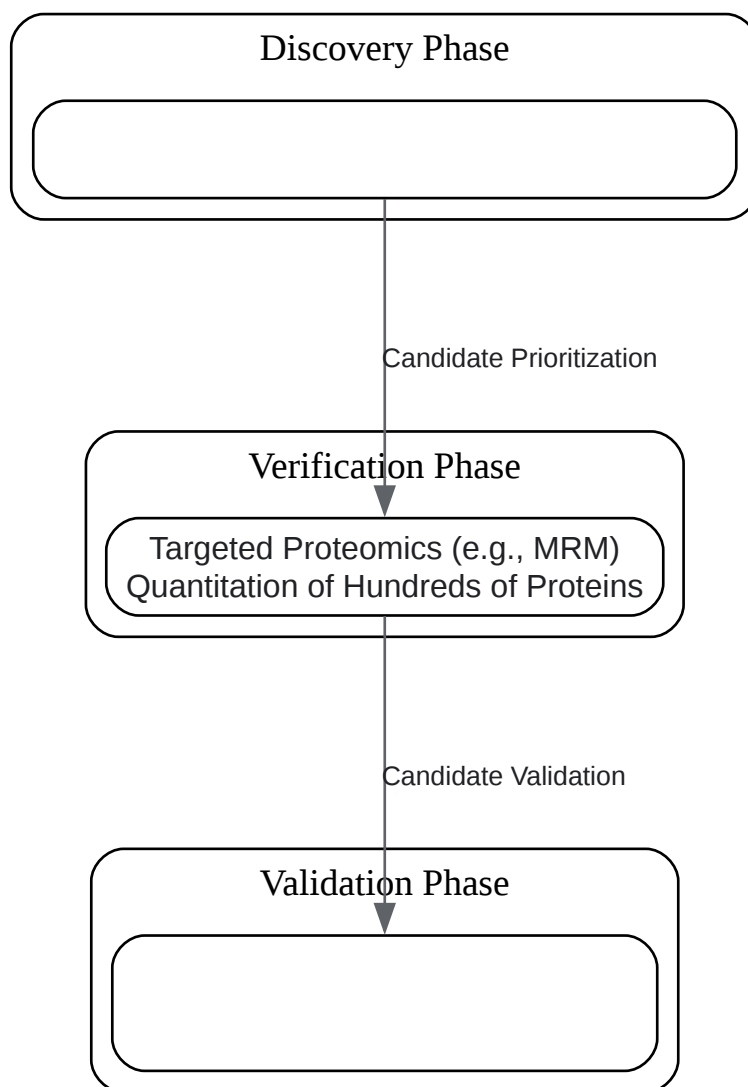 Discovery Phase
Candidate Prioritization
Verification Phase
Targeted Proteomics (e.g., MRM)
Quantitation of Hundreds of Proteins
Candidate Validation
Validation Phase